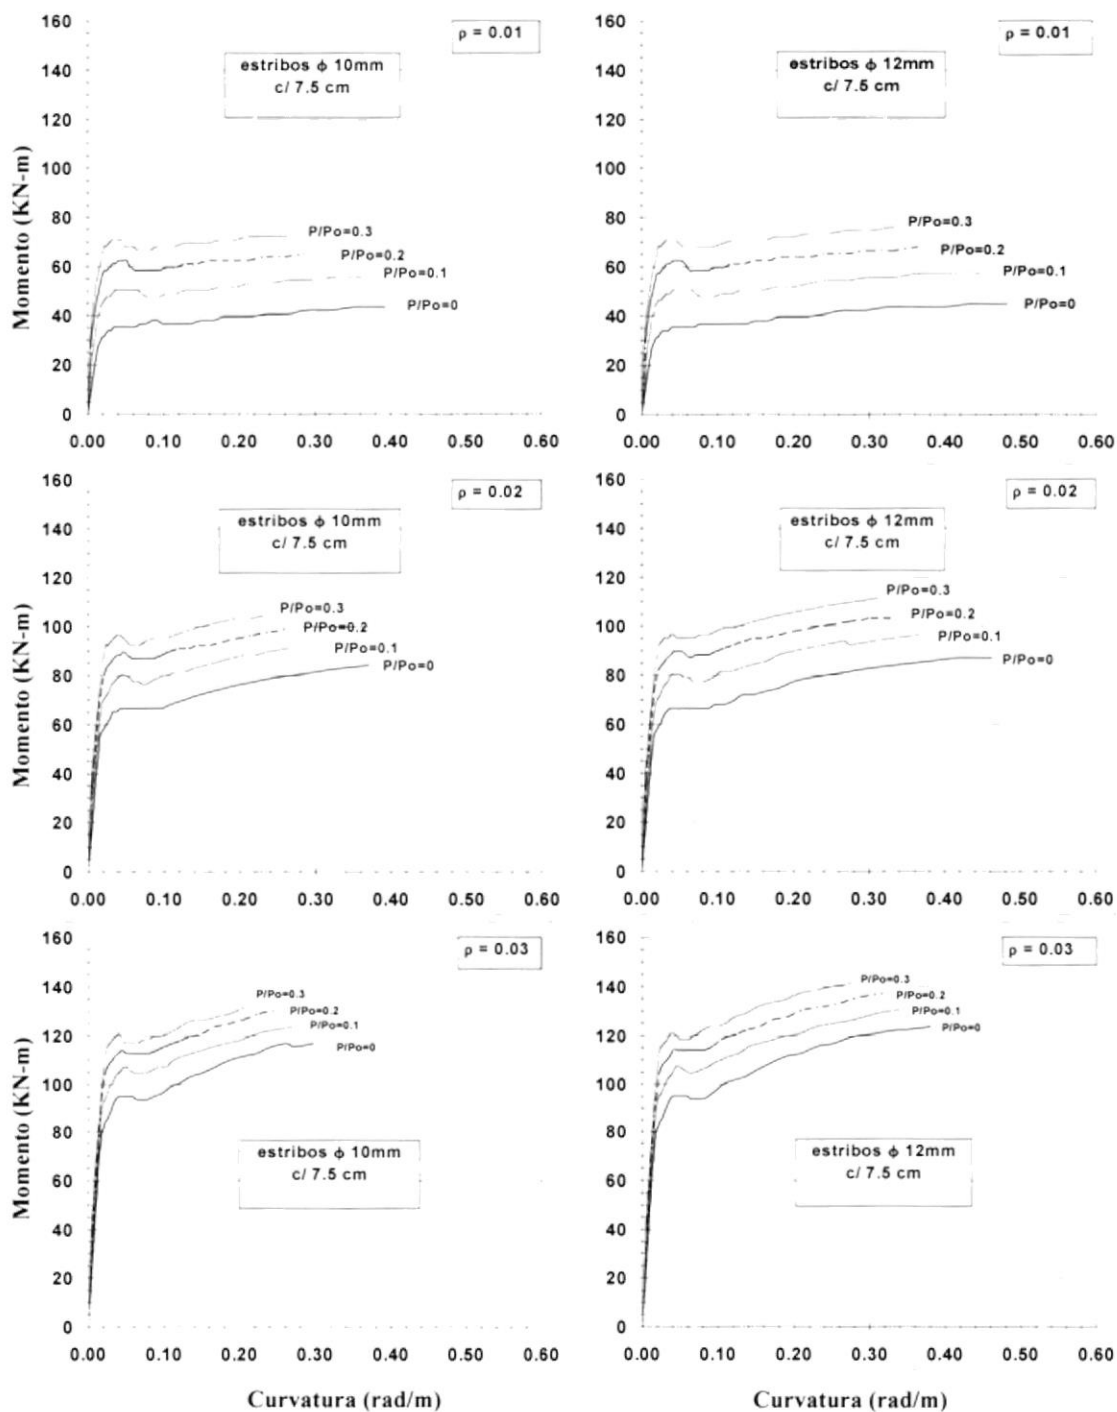 160
140
120
100
80
60
40
20
0
Momento (KN-m)
ρ = 0.01
estribos ϕ 10mm
c/ 7.5 cm
P/Po=0.3
P/Po=0.2
P/Po=0.1
P/Po=0
0.00 0.10 0.20 0.30 0.40 0.50 0.60
160
140
120
100
80
60
40
20
0
ρ = 0.01
estribos ϕ 12mm
c/ 7.5 cm
P/Po=0.3
P/Po=0.2
P/Po=0.1
P/Po=0
0.00 0.10 0.20 0.30 0.40 0.50 0.60
160
140
120
100
80
60
40
20
0
Momento (KN-m)
ρ = 0.02
estribos ϕ 10mm
c/ 7.5 cm
P/Po=0.3
P/Po=0.2
P/Po=0.1
P/Po=0
0.00 0.10 0.20 0.30 0.40 0.50 0.60
160
140
120
100
80
60
40
20
0
ρ = 0.02
estribos ϕ 12mm
c/ 7.5 cm
P/Po=0.3
P/Po=0.2
P/Po=0.1
P/Po=0
0.00 0.10 0.20 0.30 0.40 0.50 0.60
160
140
120
100
80
60
40
20
0
Momento (KN-m)
ρ = 0.03
P/Po=0.3
P/Po=0.2
P/Po=0.1
P/Po=0
estribos ϕ 10mm
c/ 7.5 cm
0.00 0.10 0.20 0.30 0.40 0.50 0.60
Curvatura (rad/m)
160
140
120
100
80
60
40
20
0
ρ = 0.03
P/Po=0.3
P/Po=0.2
P/Po=0.1
P/Po=0
estribos ϕ 12mm
c/ 7.5 cm
0.00 0.10 0.20 0.30 0.40 0.50 0.60
Curvatura (rad/m)